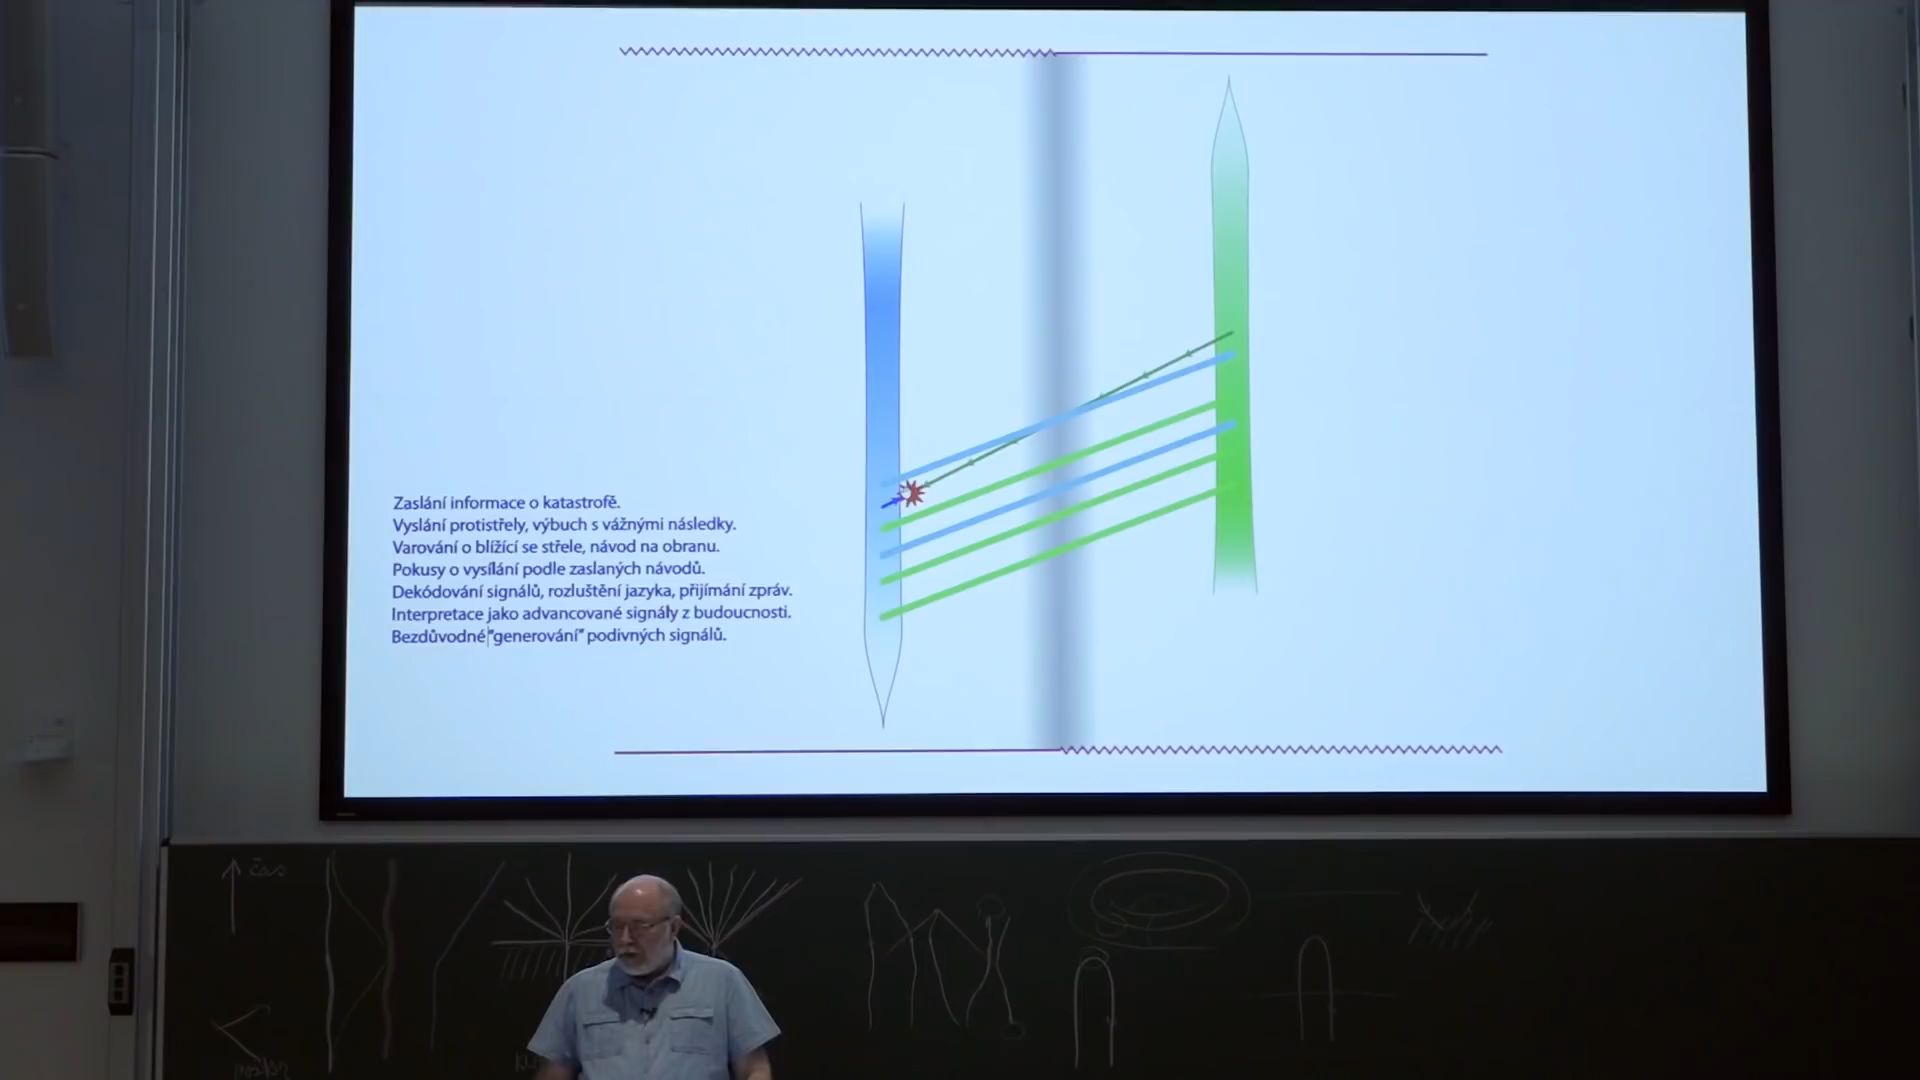 Zaslání informace o katastrofě.
Vyslání protistřely, výbuch s vážnými následky.
Varování o blížící se střele, návod na obranu.
Pokusy o vysílání podle zaslaných návodů.
Dekódování signálů, rozluštění jazyka, přijímání zpráv.
Interpretace jako advancované signály z budoucnosti.
Bezdůvodné "generování" podivných signálů.
čas